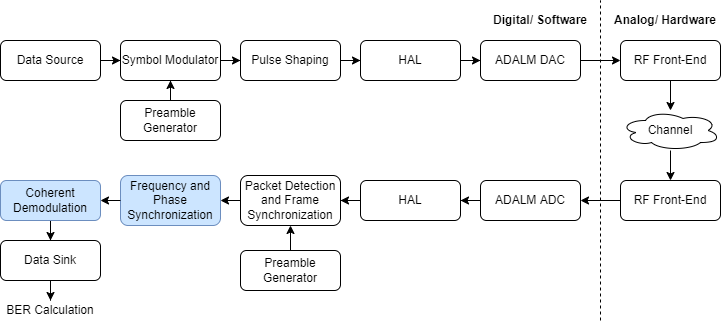 Digital/ Software
Analog/ Hardware
Data Source
Symbol Modulator
Pulse Shaping
HAL
ADALM DAC
RF Front-End
Preamble
Generator
Channel
Coherent
Demodulation
Frequency and
Phase
Synchronization
Packet Detection
and Frame
Synchronization
HAL
ADALM ADC
RF Front-End
Data Sink
Preamble
Generator
BER Calculation